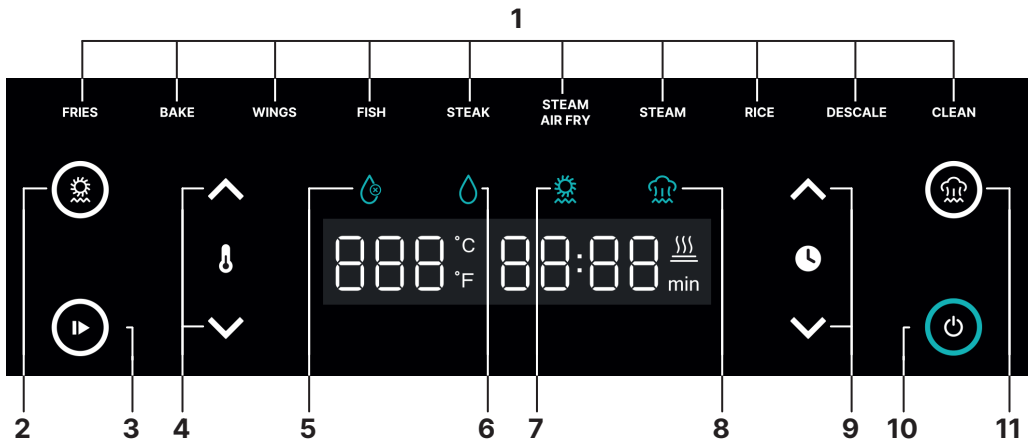 1
FRIES BAKE WINGS FISH STEAK STEAM AIR FRY STEAM RICE DESCALE CLEAN
888 °C °F 88:88 min
2 3 4 5 6 7 8 9 10 11